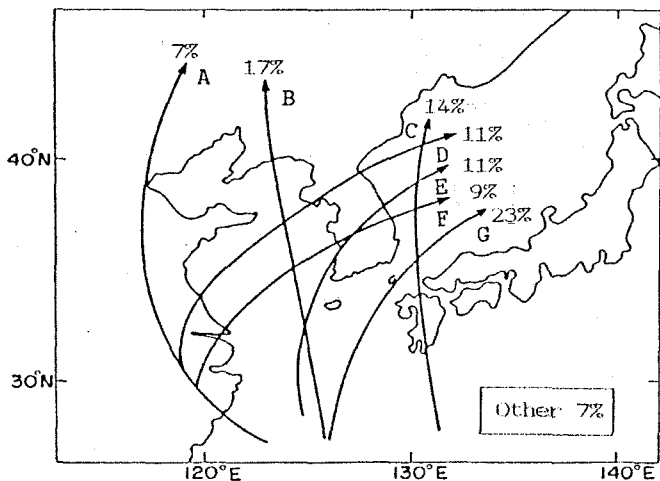 7%
A
17%
B
14%
C
11%
D
11%
E
9%
F
23%
G
40°N
30°N
Other 7%
120°E
130°E
140°E